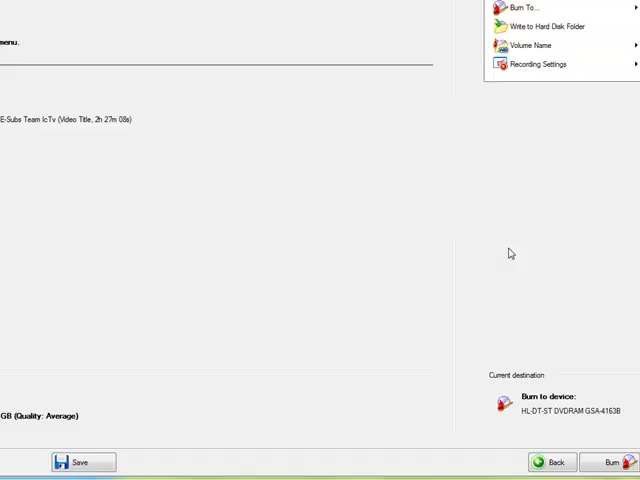 Burn To...
Write to Hard Disk Folder
menu.
Volume Name
Recording Settings
E-Subs Team IcTv (Video Title, 2h 27m 08s)
Current destination
Burn to device:
HL-DT-ST DVDRAM GSA-4163B
GB (Quality: Average)
Save
Back
Burn